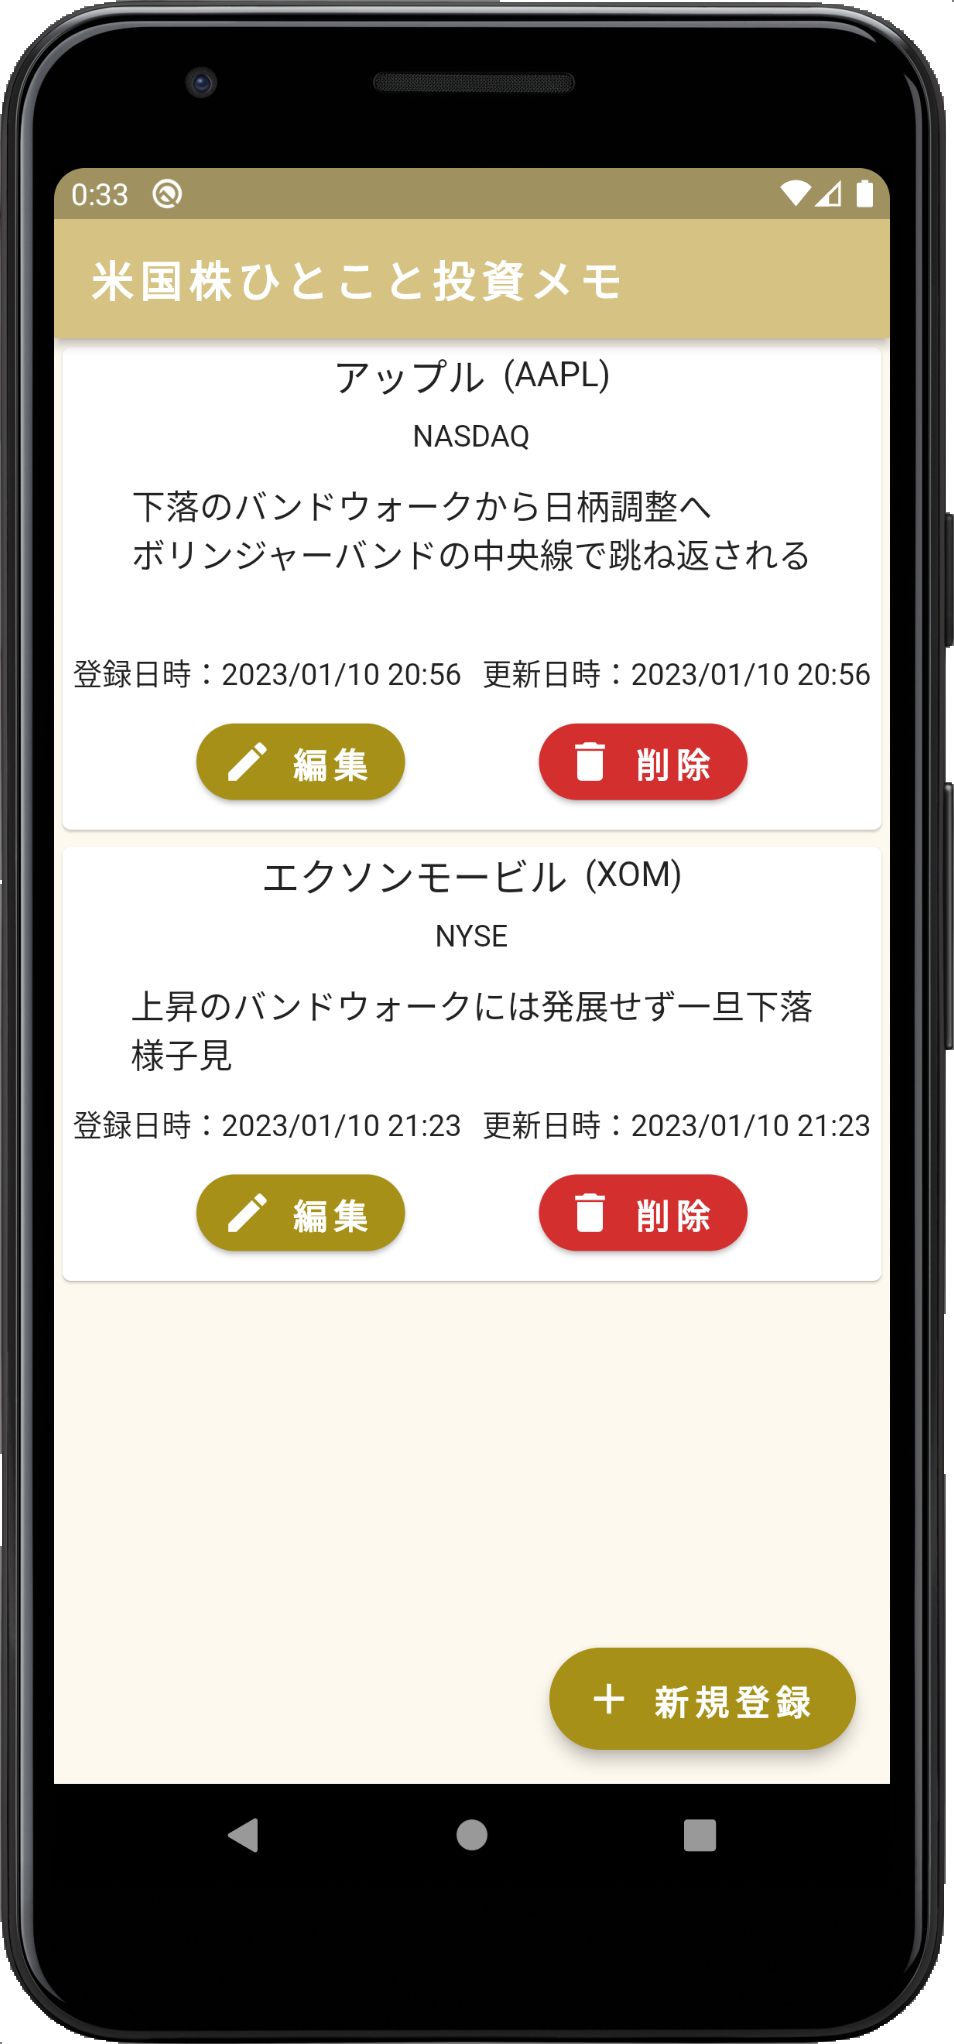 0:33
米国株ひとこと投資メモ
アップル (AAPL)
NASDAQ
下落のバンドウォークから日柄調整へ
ボリンジャーバンドの中央線で跳ね返される
登録日時：2023/01/10 20:56 更新日時：2023/01/10 20:56
編集 削除
エクソンモービル (XOM)
NYSE
上昇のバンドウォークには発展せず一旦下落
様子見
登録日時：2023/01/10 21:23 更新日時：2023/01/10 21:23
編集 削除
新規登録